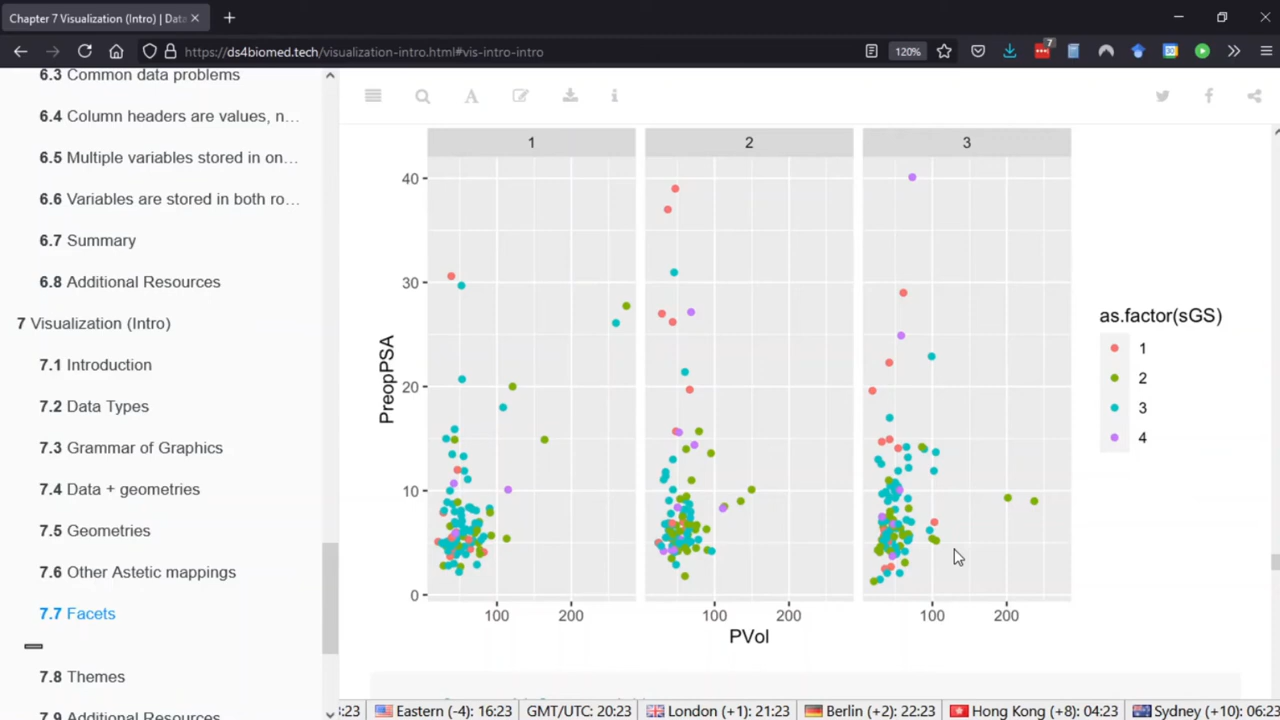 Chapter 7 Visualization (Intro) | Data
https://ds4biomed.tech/visualization-intro.html#vis-intro-intro
120%
7
6.3 Common data problems
6.4 Column headers are values, n…
6.5 Multiple variables stored in on…
6.6 Variables are stored in both ro…
6.7 Summary
6.8 Additional Resources
7 Visualization (Intro)
7.1 Introduction
7.2 Data Types
7.3 Grammar of Graphics
7.4 Data + geometries
7.5 Geometries
7.6 Other Astetic mappings
7.7 Facets
7.8 Themes
7.9 Additional Resources
1 2 3
40
30
20
10
0
PreopPSA
100 200 100 200 100 200
PVol
as.factor(sGS)
1
2
3
4
:23 Eastern (-4): 16:23 GMT/UTC: 20:23 London (+1): 21:23 Berlin (+2): 22:23 Hong Kong (+8): 04:23 Sydney (+10): 06:23